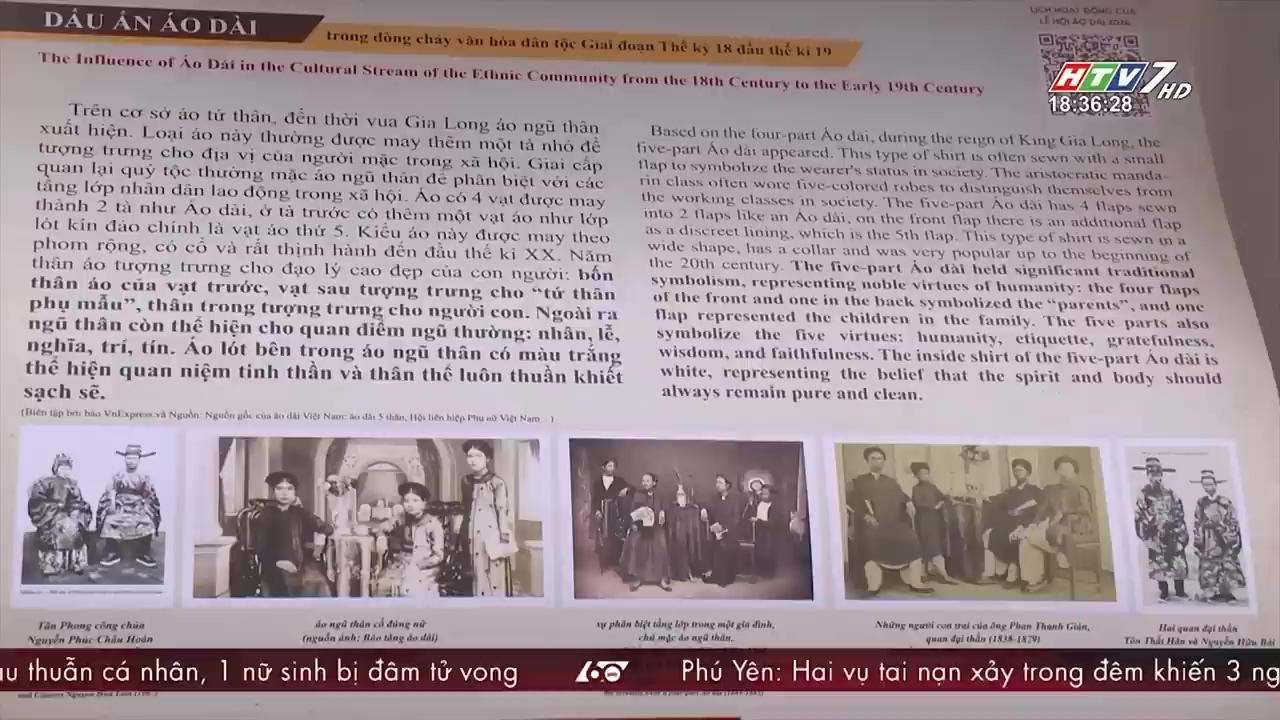 LỊCH HOẠT ĐỘNG CỦA
LỄ HỘI ÁO DÀI 2024
DẤU ẤN ÁO DÀI
trong dòng chảy văn hóa dân tộc Giai đoạn Thế kỷ 18 đầu thế kỉ 19
The Influence of Áo Dài in the Cultural Stream of the Ethnic Community from the 18th Century to the Early 19th Century
HTV7 HD
18:36:28
Trên cơ sở áo tứ thân, đến thời vua Gia Long áo ngũ thân
xuất hiện. Loại áo này thường được may thêm một tà nhỏ để
tượng trưng cho địa vị của người mặc trong xã hội. Giai cấp
quan lại quý tộc thường mặc áo ngũ thân để phân biệt với các
tầng lớp nhân dân lao động trong xã hội. Áo có 4 vạt được may
thành 2 tà như Áo dài, ở tà trước có thêm một vạt áo như lớp
lót kín đáo chính là vạt áo thứ 5. Kiểu áo này được may theo
phom rộng, có cổ và rất thịnh hành đến đầu thế kỉ XX. Năm
thân áo tượng trưng cho đạo lý cao đẹp của con người: bốn
thân áo của vạt trước, vạt sau tượng trưng cho “tứ thân
phụ mẫu”, thân trong tượng trưng cho người con. Ngoài ra
ngũ thân còn thể hiện cho quan điểm ngũ thường: nhân, lễ,
nghĩa, trí, tín. Áo lót bên trong áo ngũ thân có màu trắng
thể hiện quan niệm tinh thần và thân thể luôn thuần khiết
sạch sẽ.
(Biên tập bởi báo VnExpress và Nguồn: Nguồn gốc của áo dài Việt Nam: áo dài 5 thân, Hội liên hiệp Phụ nữ Việt Nam...)
Based on the four-part Áo dài, during the reign of King Gia Long, the
five-part Áo dài appeared. This type of shirt is often sewn with a small
flap to symbolize the wearer's status in society. The aristocratic manda-
rin class often wore five-colored robes to distinguish themselves from
the working classes in society. The five-part Áo dài has 4 flaps sewn
into 2 flaps like an Áo dài, on the front flap there is an additional flap
as a discreet lining, which is the 5th flap. This type of shirt is sewn in a
wide shape, has a collar and was very popular up to the beginning of
the 20th century. The five-part Áo dài held significant traditional
symbolism, representing noble virtues of humanity: the four flaps
of the front and one in the back symbolized the “parents”, and one
flap represented the children in the family. The five parts also
symbolize the five virtues: humanity, etiquette, gratefulness,
wisdom, and faithfulness. The inside shirt of the five-part Áo dài is
white, representing the belief that the spirit and body should
always remain pure and clean.
Tân Phong công chúa
Nguyễn Phúc Châu Hoàn
áo ngũ thân cổ đứng nữ
(nguồn ảnh: Bảo tàng áo dài)
sự phân biệt tầng lớp trong một gia đình,
chú mặc áo ngũ thân.
Những người con trai của ông Phan Thanh Giản,
quan đại thần (1838-1879)
Hai quan đại thần
Tôn Thất Hân và Nguyễn Hữu Bài
u thuẫn cá nhân, 1 nữ sinh bị đâm tử vong
60
Phú Yên: Hai vụ tai nạn xảy trong đêm khiến 3 ng